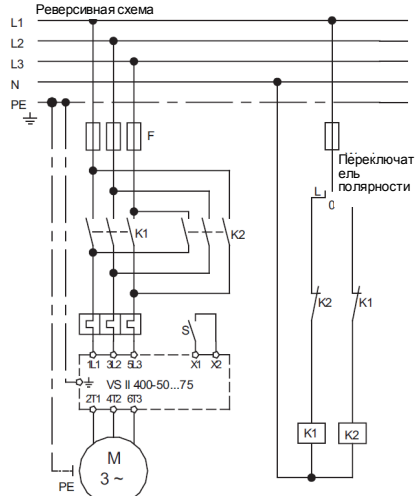 Реверсивная схема
L1
L2
L3
N
PE
F
Переключат
ель
полярности
L
0
K1
K2
K2
K1
S
1L1 3L2 5L3 X1 X2
VS II 400-50...75
2T1 4T2 6T3
K1
K2
M
3 ~
PE